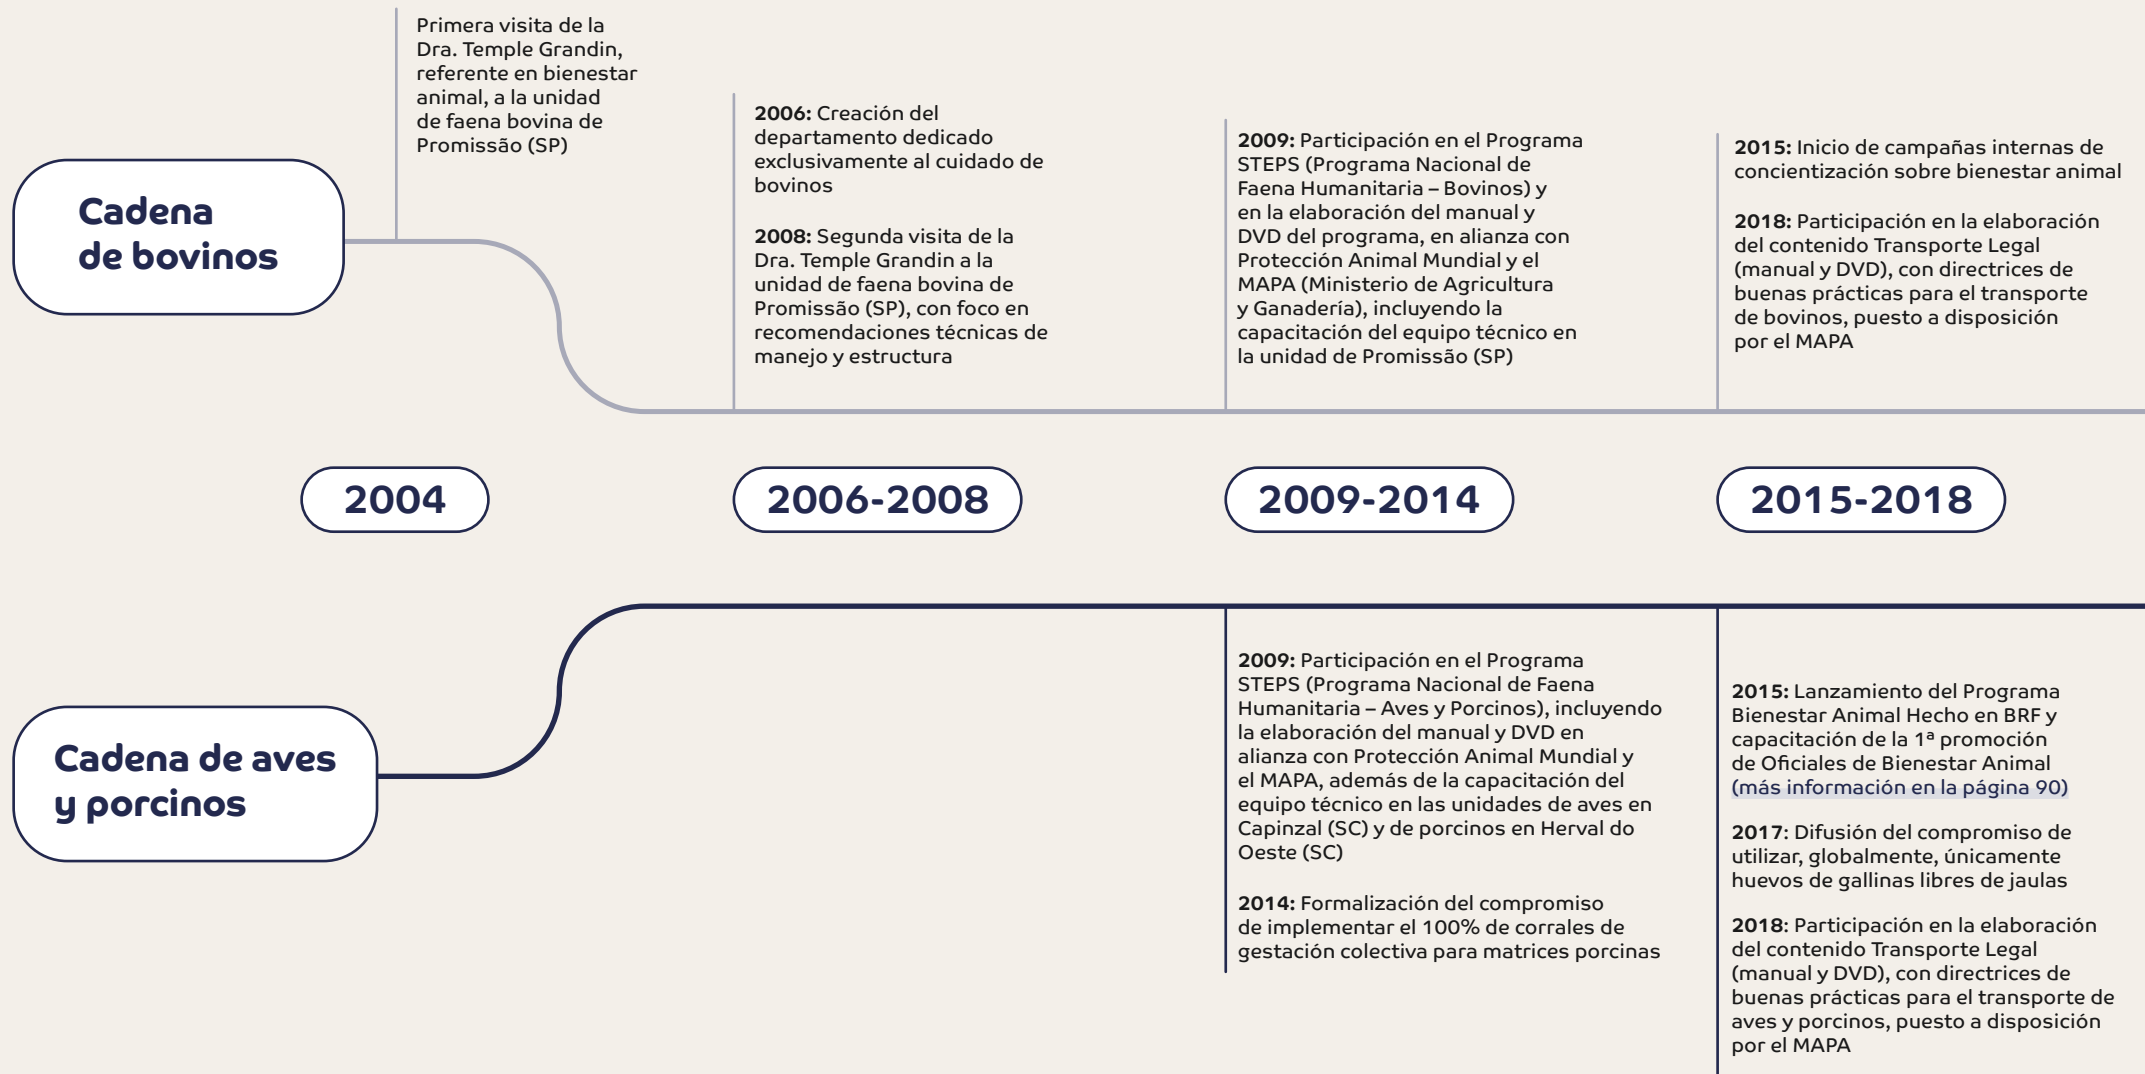 Primera visita de la
Dra. Temple Grandin,
referente en bienestar
animal, a la unidad
de faena bovina de
Promissão (SP)
Cadena
de bovinos
2006: Creación del
departamento dedicado
exclusivamente al cuidado de
bovinos
2008: Segunda visita de la
Dra. Temple Grandin a la
unidad de faena bovina de
Promissão (SP), con foco en
recomendaciones técnicas de
manejo y estructura
2009: Participación en el Programa
STEPS (Programa Nacional de
Faena Humanitaria – Bovinos) y
en la elaboración del manual y
DVD del programa, en alianza con
Protección Animal Mundial y el
MAPA (Ministerio de Agricultura
y Ganadería), incluyendo la
capacitación del equipo técnico en
la unidad de Promissão (SP)
2015: Inicio de campañas internas de
concientización sobre bienestar animal
2018: Participación en la elaboración
del contenido Transporte Legal
(manual y DVD), con directrices de
buenas prácticas para el transporte
de bovinos, puesto a disposición
por el MAPA
2004
2006-2008
2009-2014
2015-2018
Cadena de aves
y porcinos
2009: Participación en el Programa
STEPS (Programa Nacional de Faena
Humanitaria – Aves y Porcinos), incluyendo
la elaboración del manual y DVD en
alianza con Protección Animal Mundial y
el MAPA, además de la capacitación del
equipo técnico en las unidades de aves en
Capinzal (SC) y de porcinos en Herval do
Oeste (SC)
2014: Formalización del compromiso
de implementar el 100% de corrales de
gestación colectiva para matrices porcinas
2015: Lanzamiento del Programa
Bienestar Animal Hecho en BRF y
capacitación de la 1ª promoción
de Oficiales de Bienestar Animal
(más información en la página 90)
2017: Difusión del compromiso de
utilizar, globalmente, únicamente
huevos de gallinas libres de jaulas
2018: Participación en la elaboración
del contenido Transporte Legal
(manual y DVD), con directrices de
buenas prácticas para el transporte de
aves y porcinos, puesto a disposición
por el MAPA